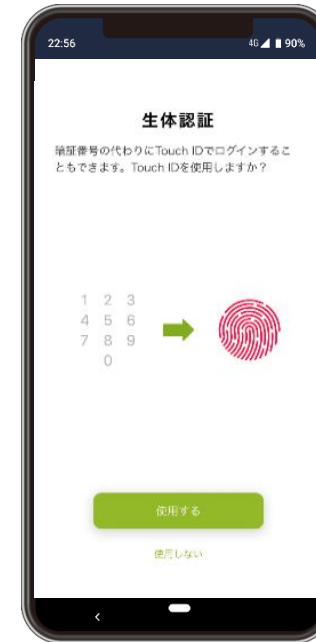 22:56 4G 90%
生体認証
暗証番号の代わりにTouch IDでログインするこ
ともできます。Touch IDを使用しますか？
1 2 3
4 5 6
7 8 9
0
使用する
使用しない